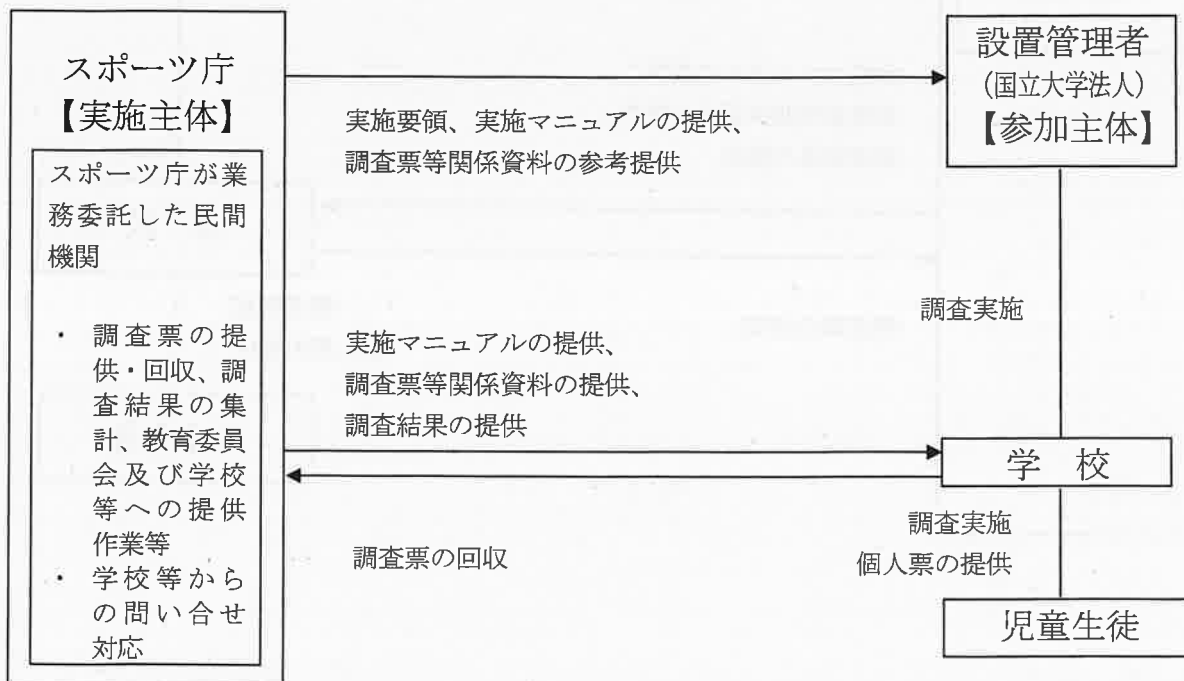 スポーツ庁
【実施主体】
スポーツ庁が業
務委託した民間
機関
・ 調査票の提
供・回収、調
査結果の集
計、教育委員
会及び学校
等への提供
作業等
・ 学校等から
の問い合せ
対応
実施要領、実施マニュアルの提供、
調査票等関係資料の参考提供
実施マニュアルの提供、
調査票等関係資料の提供、
調査結果の提供
調査票の回収
設置管理者
（国立大学法人）
【参加主体】
調査実施
学 校
調査実施
個人票の提供
児童生徒